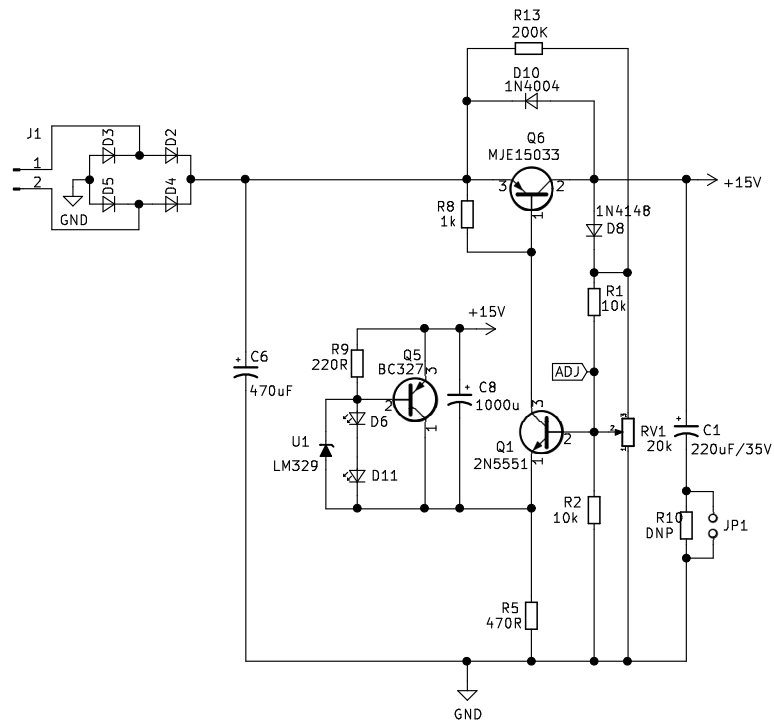 R13
200K
D10
1N4004
Q6
MJE15033
J1
1
2
D3
D2
D5
D4
GND
3
2
1
+15V
R8
1k
1N4148
D8
R1
10k
+15V
R9
220R
Q5
BC327
3
2
1
C6
+
470uF
+
C8
1000u
ADJ
D6
U1
LM329
D11
3
Q1
2
2N5551
1
3
2
1
RV1
20k
+
C1
220uF/35V
R2
10k
R10
DNP
JP1
R5
470R
GND